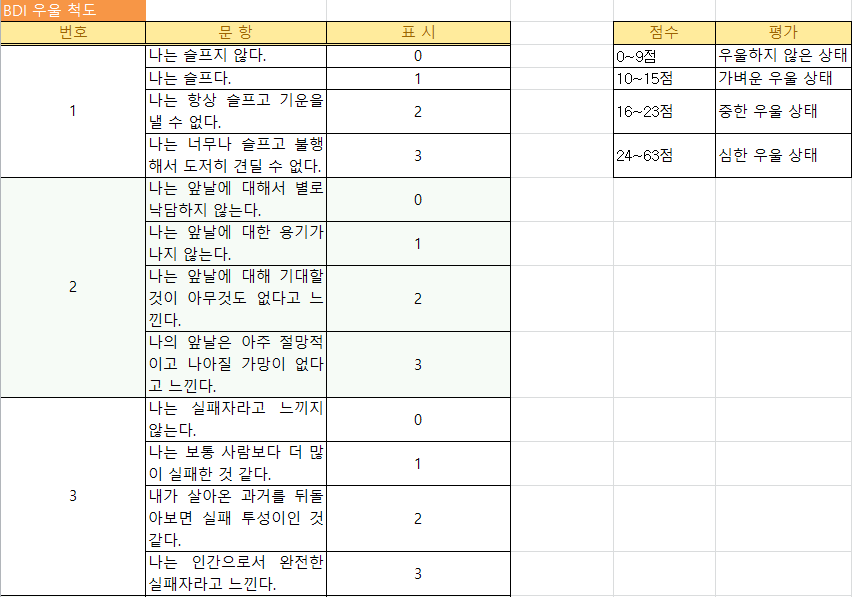 BDI 우울 척도
번호 문 항 표 시 점수 평가
나는 슬프지 않다. 0 0~9점 우울하지 않은 상태
나는 슬프다. 1 10~15점 가벼운 우울 상태
나는 항상 슬프고 기운을
낼 수 없다.
2 16~23점 중한 우울 상태
1
나는 너무나 슬프고 불행
해서 도저히 견딜 수 없다.
3 24~63점 심한 우울 상태
나는 앞날에 대해서 별로
낙담하지 않는다.
0
나는 앞날에 대한 용기가
나지 않는다.
1
2
나는 앞날에 대해 기대할
것이 아무것도 없다고 느
낀다.
2
나의 앞날은 아주 절망적
이고 나아질 가망이 없다
고 느낀다.
3
나는 실패자라고 느끼지
않는다.
0
나는 보통 사람보다 더 많
이 실패한 것 같다.
1
3
내가 살아온 과거를 뒤돌
아보면 실패 투성이인 것
같다.
2
나는 인간으로서 완전한
실패자라고 느낀다.
3